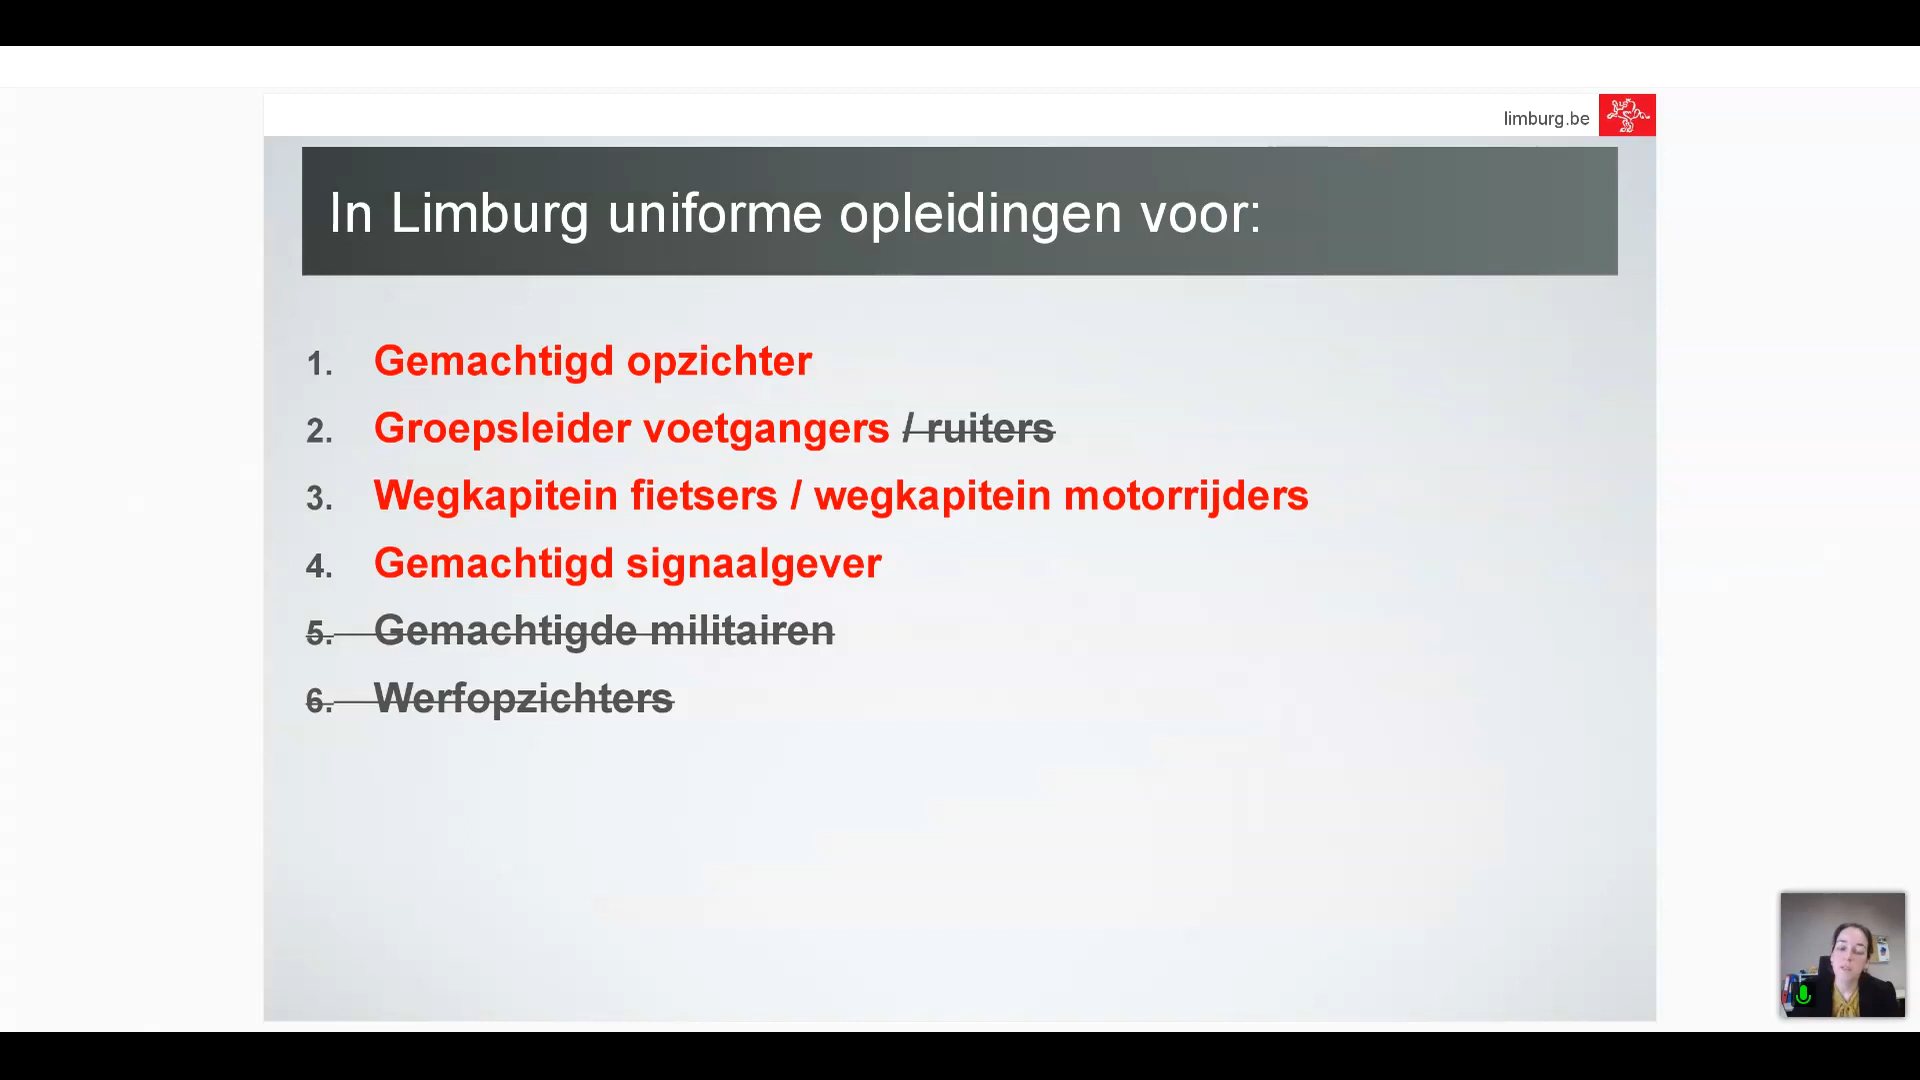 limburg.be
In Limburg uniforme opleidingen voor:
1. Gemachtigd opzichter
2. Groepsleider voetgangers / ruiters
3. Wegkapitein fietsers / wegkapitein motorrijders
4. Gemachtigd signaalgever
5. Gemachtigde militairen
6. Werfopzichters